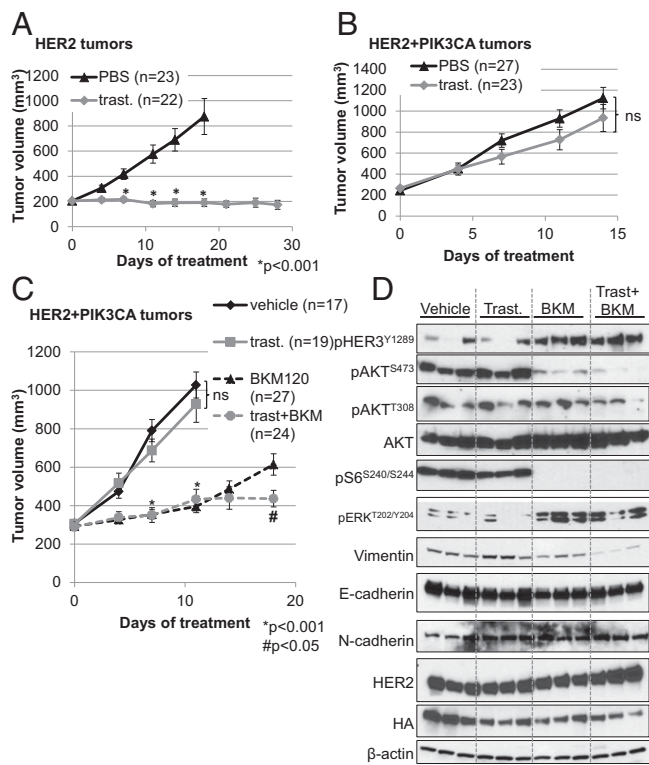 A
HER2 tumors
PBS (n=23)
trast. (n=22)
Tumor volume (mm³)
1200
1000
800
600
400
200
0
* * * *
0 10 20 30
Days of treatment
*p<0.001
B
HER2+PIK3CA tumors
PBS (n=27)
trast. (n=23)
Tumor volume (mm³)
1400
1200
1000
800
600
400
200
0
ns
0 5 10 15
Days of treatment
C
HER2+PIK3CA tumors
vehicle (n=17)
trast. (n=19)
BKM120
(n=27)
trast+BKM
(n=24)
Tumor volume (mm³)
1200
1000
800
600
400
200
0
ns
* *
#
0 10 20
Days of treatment
*p<0.001
#p<0.05
D
Vehicle Trast. BKM Trast+
BKM
pHER3Y1289
pAKTS473
pAKTT308
AKT
pS6S240/S244
pERKT202/Y204
Vimentin
E-cadherin
N-cadherin
HER2
HA
β-actin